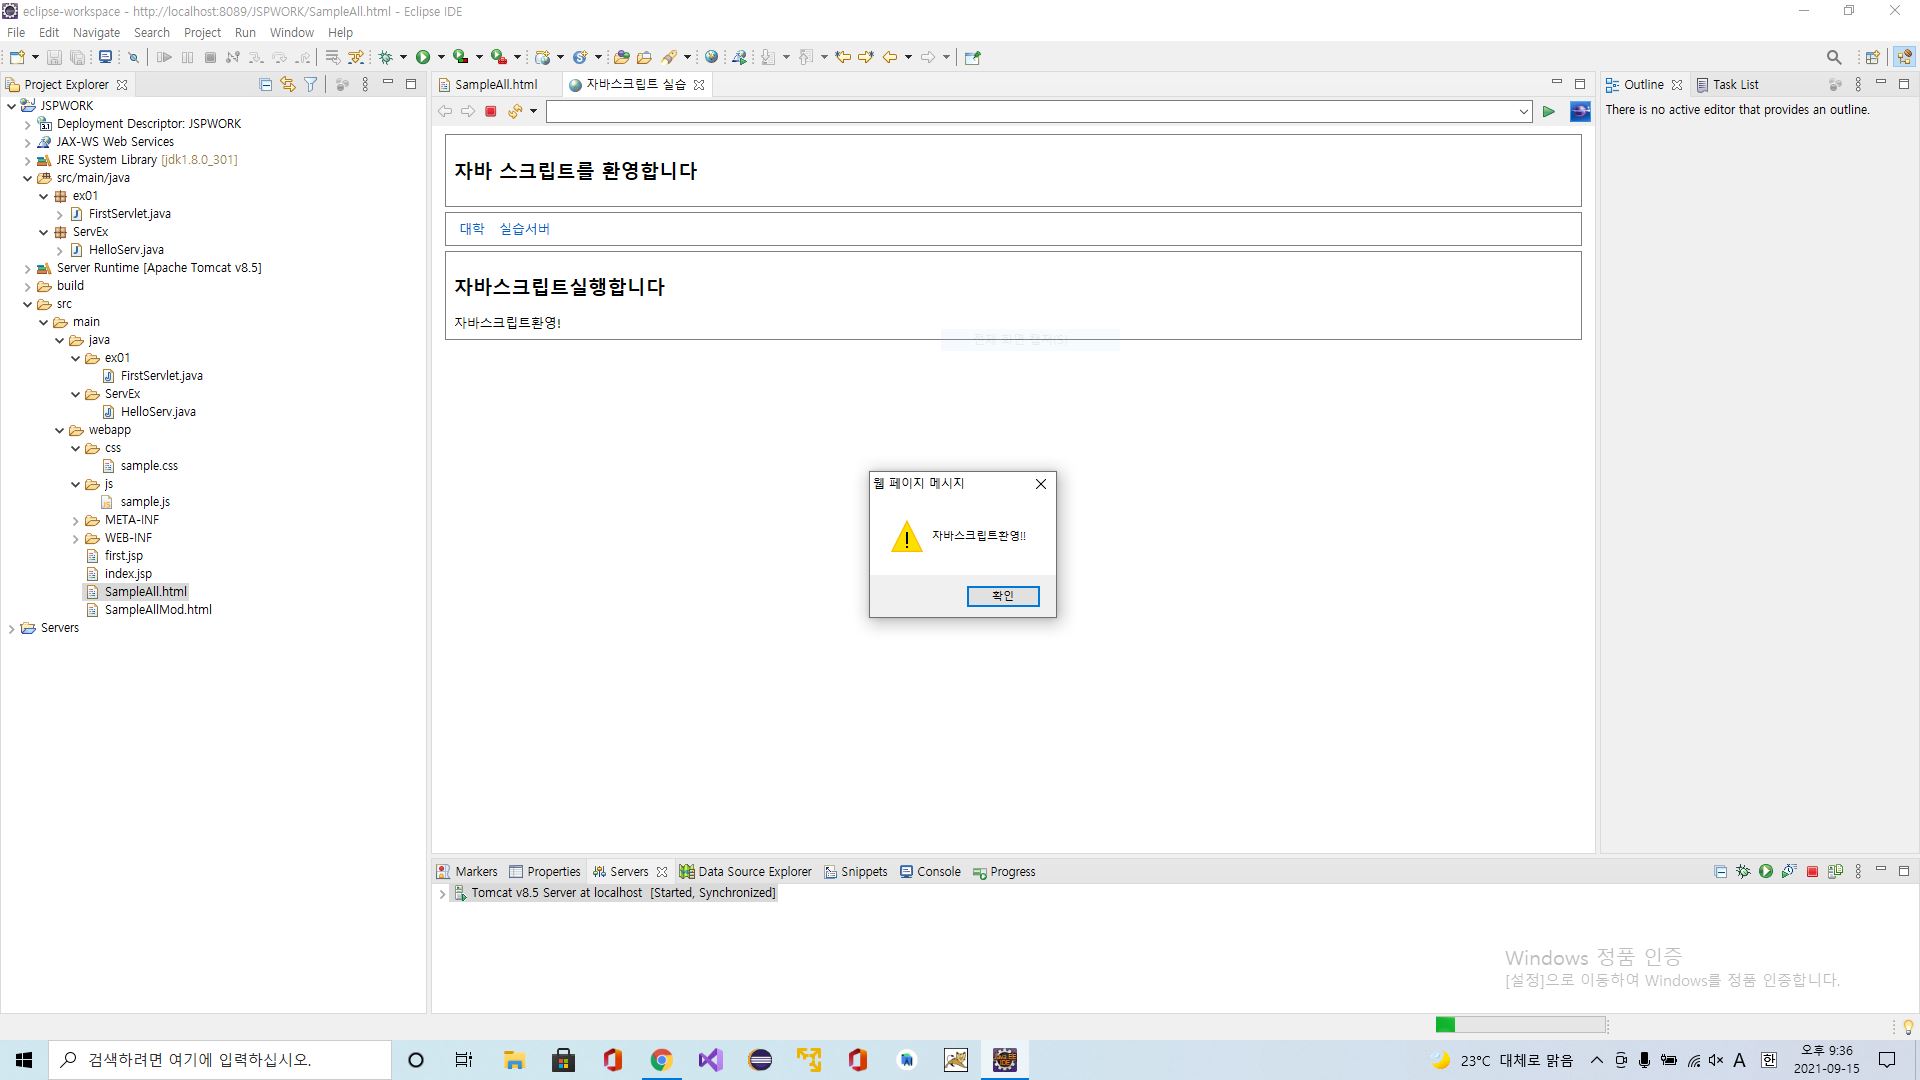 eclipse-workspace - http://localhost:8089/JSPWORK/SampleAll.html - Eclipse IDE
File Edit Navigate Search Project Run Window Help
Project Explorer
JSPWORK
Deployment Descriptor: JSPWORK
JAX-WS Web Services
JRE System Library [jdk1.8.0_301]
src/main/java
ex01
FirstServlet.java
ServEx
HelloServ.java
Server Runtime [Apache Tomcat v8.5]
build
src
main
java
ex01
FirstServlet.java
ServEx
HelloServ.java
webapp
css
sample.css
js
sample.js
META-INF
WEB-INF
first.jsp
index.jsp
SampleAll.html
SampleAllMod.html
Servers
SampleAll.html 자바스크립트 실습
자바 스크립트를 환영합니다
대학 실습서버
자바스크립트실행합니다
자바스크립트환영!
전체 화면 캡처(S)
웹 페이지 메시지
자바스크립트환영!!
확인
Outline Task List
There is no active editor that provides an outline.
Markers Properties Servers Data Source Explorer Snippets Console Progress
Tomcat v8.5 Server at localhost [Started, Synchronized]
Windows 정품 인증
[설정]으로 이동하여 Windows를 정품 인증합니다.
검색하려면 여기에 입력하십시오.
23°C 대체로 맑음
A
한
오후 9:36
2021-09-15